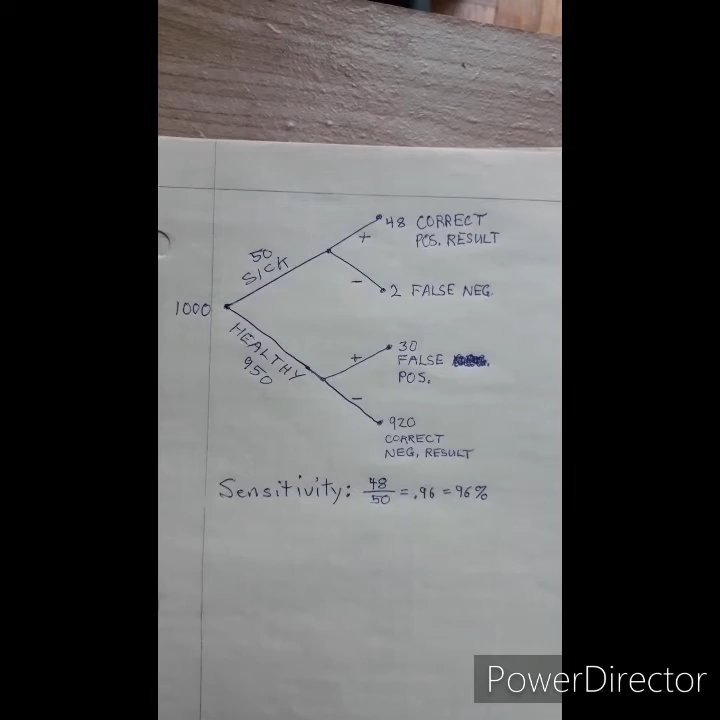 48 CORRECT
POS. RESULT
+
50
SICK
-
2 FALSE NEG.
1000
HEALTHY
950
+
30
FALSE
POS.
-
920
CORRECT
NEG, RESULT
Sensitivity: 48/50 = .96 = 96%
PowerDirector